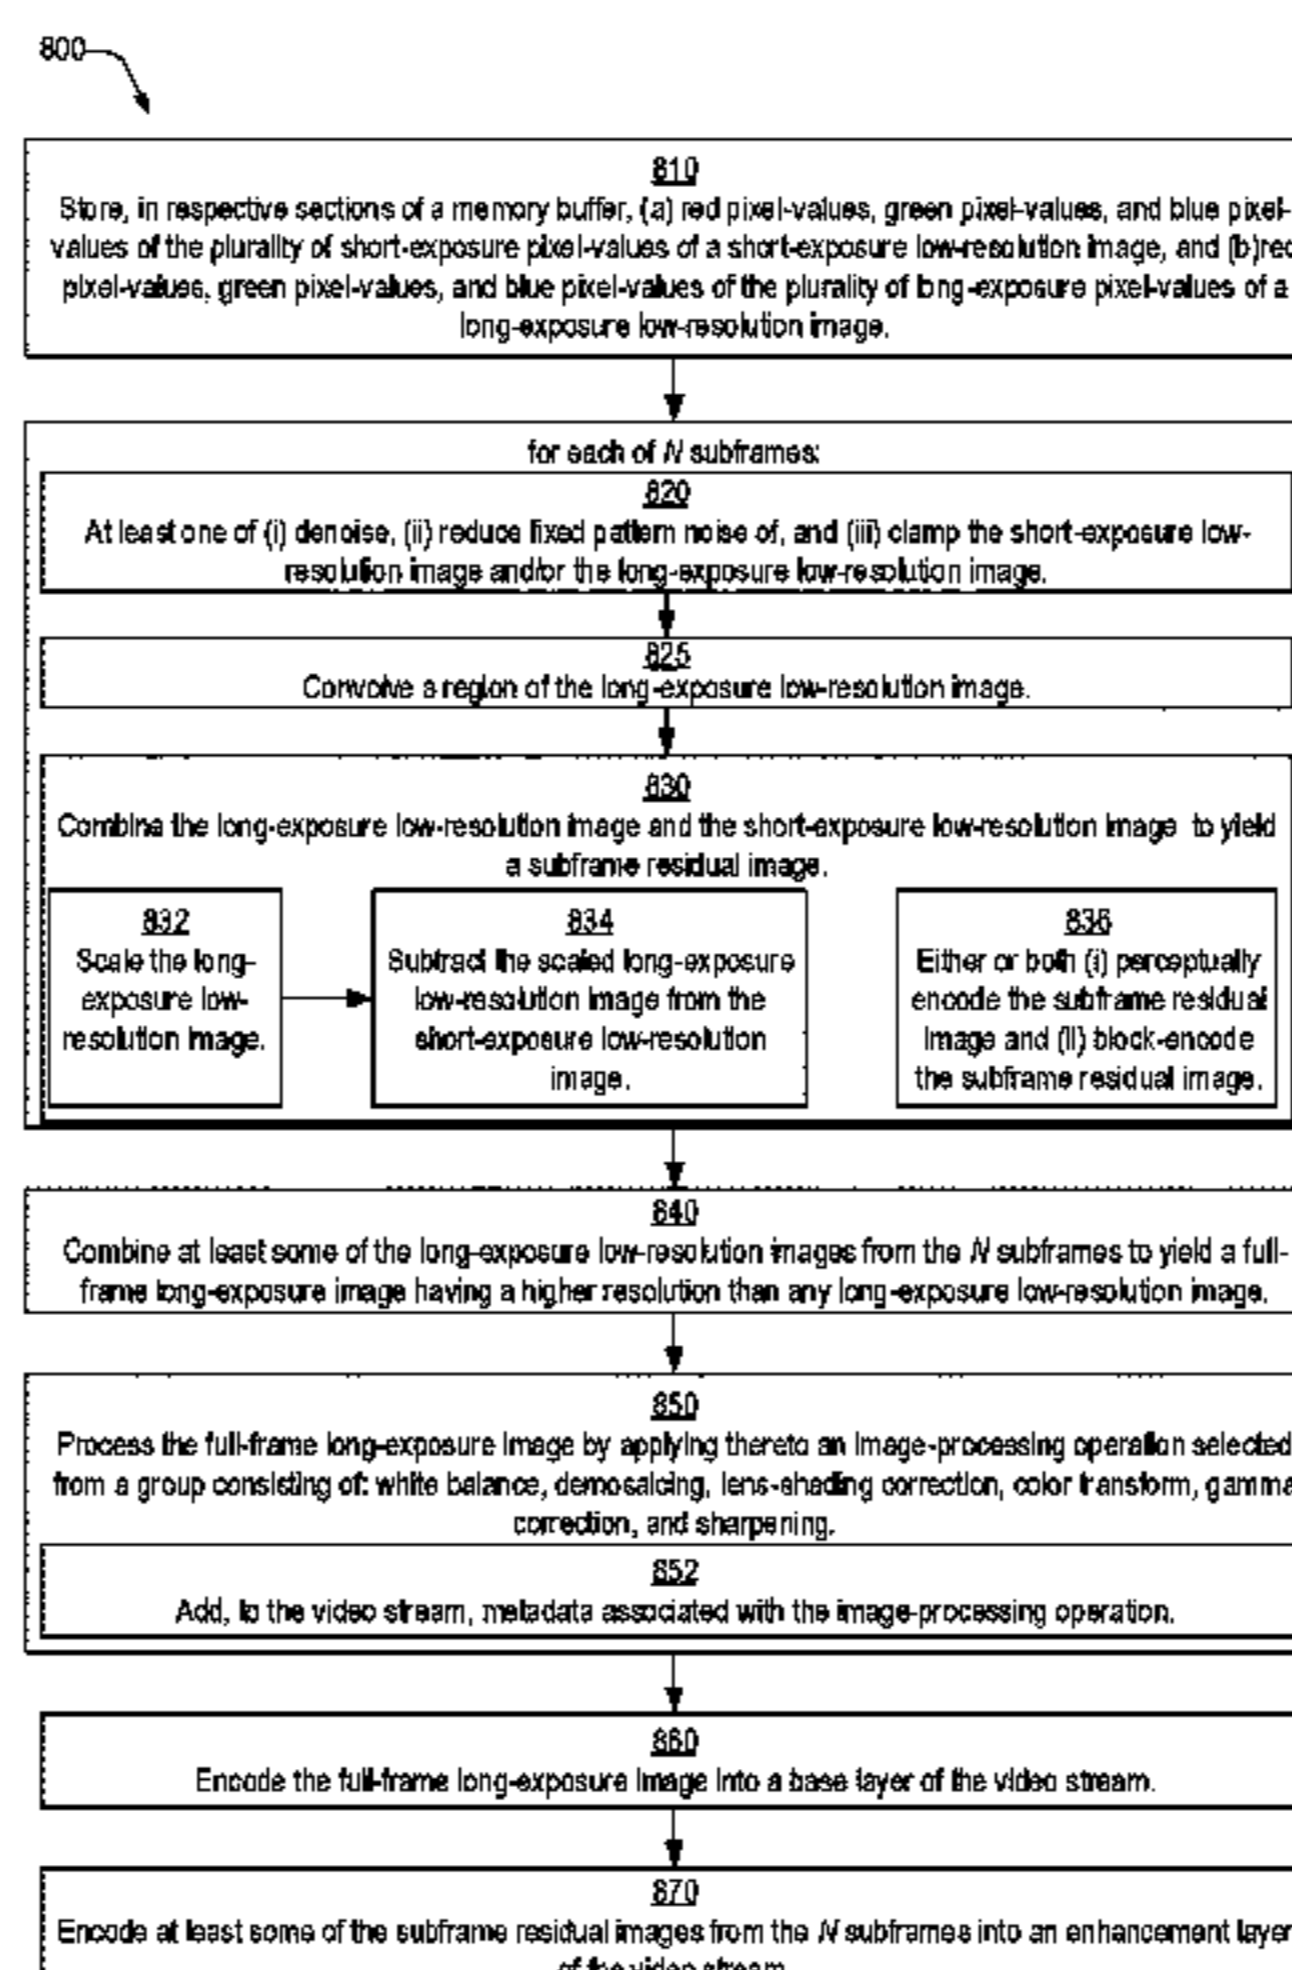 800
810
Store, in respective sections of a memory buffer, (a) red pixel-values, green pixel-values, and blue pixel-
values of the plurality of short-exposure pixel-values of a short-exposure low-resolution image, and (b)red
pixel-values, green pixel-values, and blue pixel-values of the plurality of long-exposure pixel-values of a
long-exposure low-resolution image.
for each of N subframes:
820
At least one of (i) denoise, (ii) reduce fixed pattern noise of, and (iii) clamp the short-exposure low-
resolution image and/or the long-exposure low-resolution image.
825
Convolve a region of the long-exposure low-resolution image.
830
Combine the long-exposure low-resolution image and the short-exposure low-resolution image to yield
a subframe residual image.
832
Scale the long-
exposure low-
resolution image.
834
Subtract the scaled long-exposure
low-resolution image from the
short-exposure low-resolution
image.
836
Either or both (i) perceptually
encode the subframe residual
image and (ii) block-encode
the subframe residual image.
840
Combine at least some of the long-exposure low-resolution images from the N subframes to yield a full-
frame long-exposure image having a higher resolution than any long-exposure low-resolution image.
850
Process the full-frame long-exposure image by applying thereto an image-processing operation selected
from a group consisting of: white balance, demosaicing, lens-shading correction, color transform, gamma
correction, and sharpening.
852
Add, to the video stream, metadata associated with the image-processing operation.
860
Encode the full-frame long-exposure image into a base layer of the video stream.
870
Encode at least some of the subframe residual images from the N subframes into an enhancement layer
of the video stream.